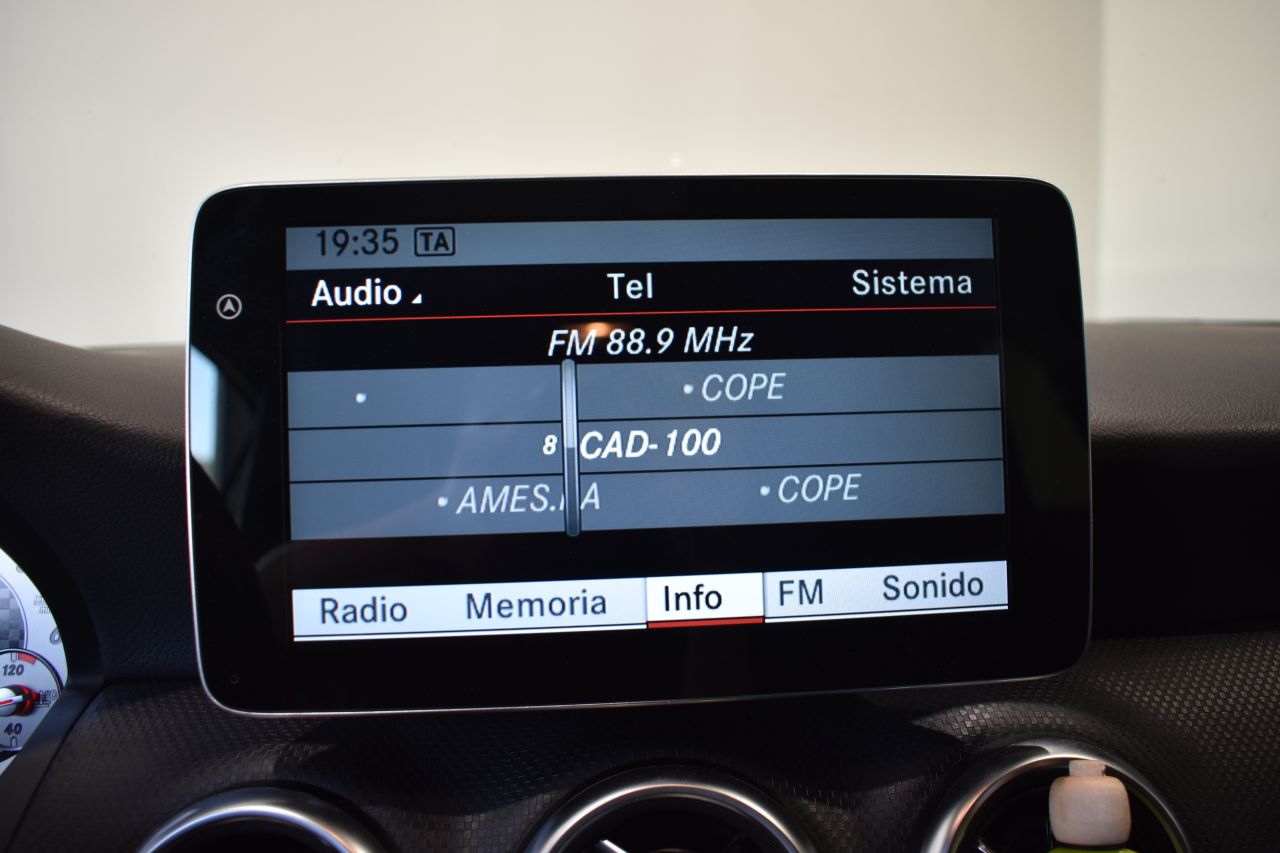 19:35 TA
Audio Tel Sistema
FM 88.9 MHz
COPE
8 CAD-100
COPE
Radio Memoria Info FM Sonido
120
40